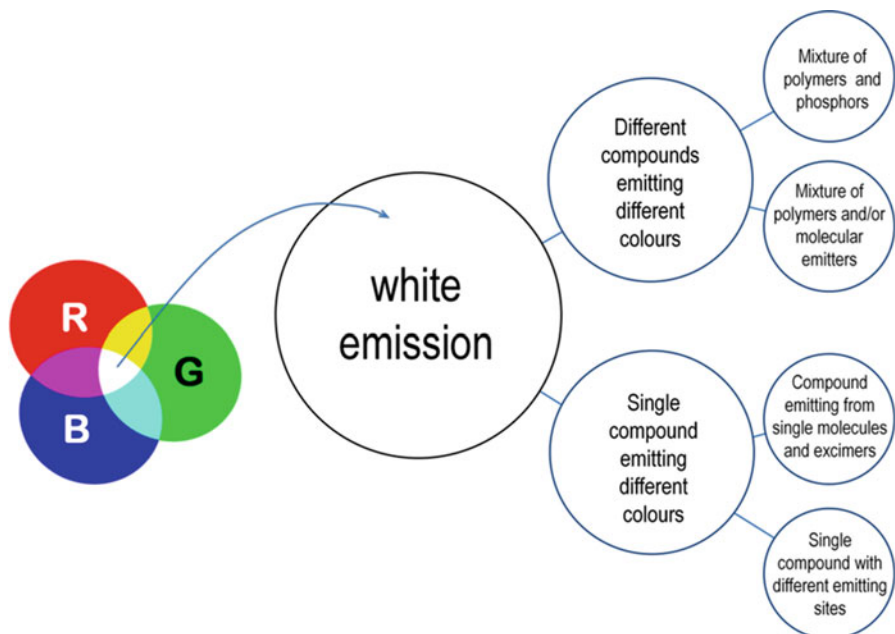 R
G
B
white
emission
Different
compounds
emitting
different
colours
Mixture of
polymers and
phosphors
Mixture of
polymers and/or
molecular
emitters
Single
compound
emitting
different
colours
Compound
emitting from
single molecules
and excimers
Single
compound with
different emitting
sites